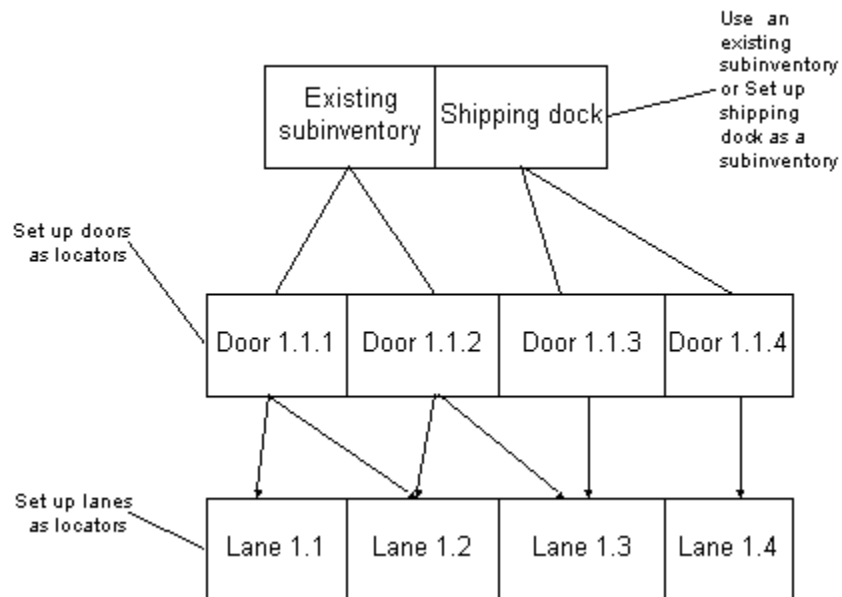 Use an
existing
subinventory
or Set up
shipping
dock as a
subinventory
Existing
subinventory
Shipping dock
Set up doors
as locators
Door 1.1.1
Door 1.1.2
Door 1.1.3
Door 1.1.4
Set up lanes
as locators
Lane 1.1
Lane 1.2
Lane 1.3
Lane 1.4